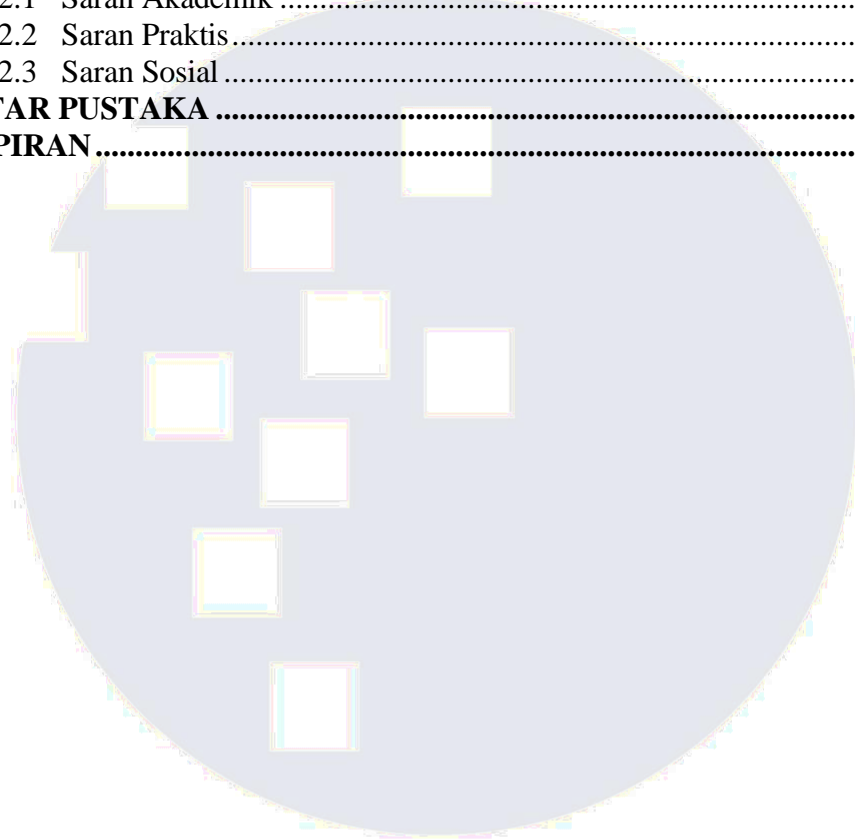 2.1 Saran Akademik ....................................................................................
2.2 Saran Praktis...........................................................................................
2.3 Saran Sosial ............................................................................................
TAR PUSTAKA ................................................................................
PIRAN...............................................................................................